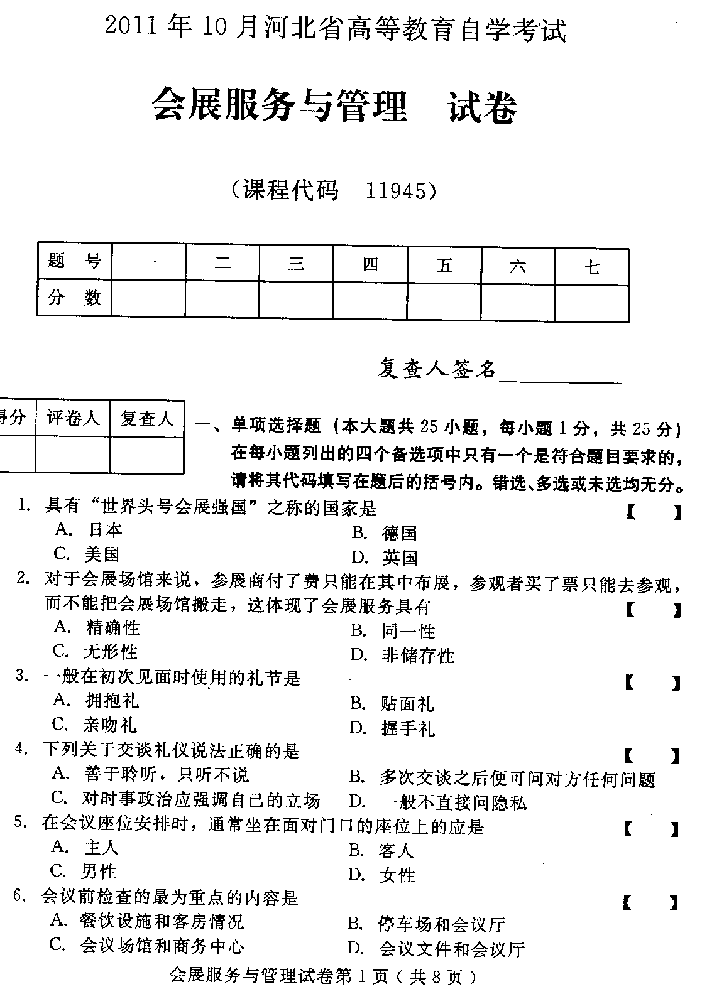 2011 年 10 月河北省高等教育自学考试
会展服务与管理 试卷
（课程代码 11945）
题 号 一 二 三 四 五 六 七
分 数
复查人签名
得分 评卷人 复查人
一、单项选择题（本大题共 25 小题，每小题 1 分，共 25 分）
在每小题列出的四个备选项中只有一个是符合题目要求的，
请将其代码填写在题后的括号内。错选、多选或未选均无分。
1. 具有“世界头号会展强国”之称的国家是 【 】
A. 日本 B. 德国
C. 美国 D. 英国
2. 对于会展场馆来说，参展商付了费只能在其中布展，参观者买了票只能去参观，
而不能把会展场馆搬走，这体现了会展服务具有 【 】
A. 精确性 B. 同一性
C. 无形性 D. 非储存性
3. 一般在初次见面时使用的礼节是 【 】
A. 拥抱礼 B. 贴面礼
C. 亲吻礼 D. 握手礼
4. 下列关于交谈礼仪说法正确的是 【 】
A. 善于聆听，只听不说 B. 多次交谈之后便可问对方任何问题
C. 对时事政治应强调自己的立场 D. 一般不直接问隐私
5. 在会议座位安排时，通常坐在面对门口的座位上的应是 【 】
A. 主人 B. 客人
C. 男性 D. 女性
6. 会议前检查的最为重点的内容是 【 】
A. 餐饮设施和客房情况 B. 停车场和会议厅
C. 会议场馆和商务中心 D. 会议文件和会议厅
会展服务与管理试卷第 1 页（共 8 页）